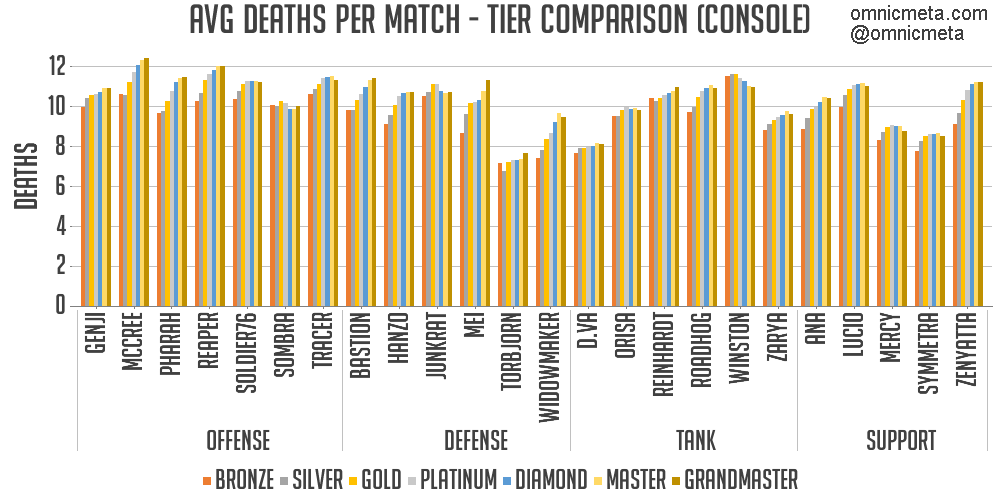 AVG DEATHS PER MATCH - TIER COMPARISON (CONSOLE)
omnicmeta.com
@omnicmeta
DEATHS
12
10
8
6
4
2
0
GENJI
MCCREE
PHARAH
REAPER
SOLDIER76
SOMBRA
TRACER
BASTION
HANZO
JUNKRAT
MEI
TORBJORN
WIDOWMAKER
D.VA
ORISA
REINHARDT
ROADHOG
WINSTON
ZARYA
ANA
LUCIO
MERCY
SYMMETRA
ZENYATTA
OFFENSE DEFENSE TANK SUPPORT
BRONZE SILVER GOLD PLATINUM DIAMOND MASTER GRANDMASTER